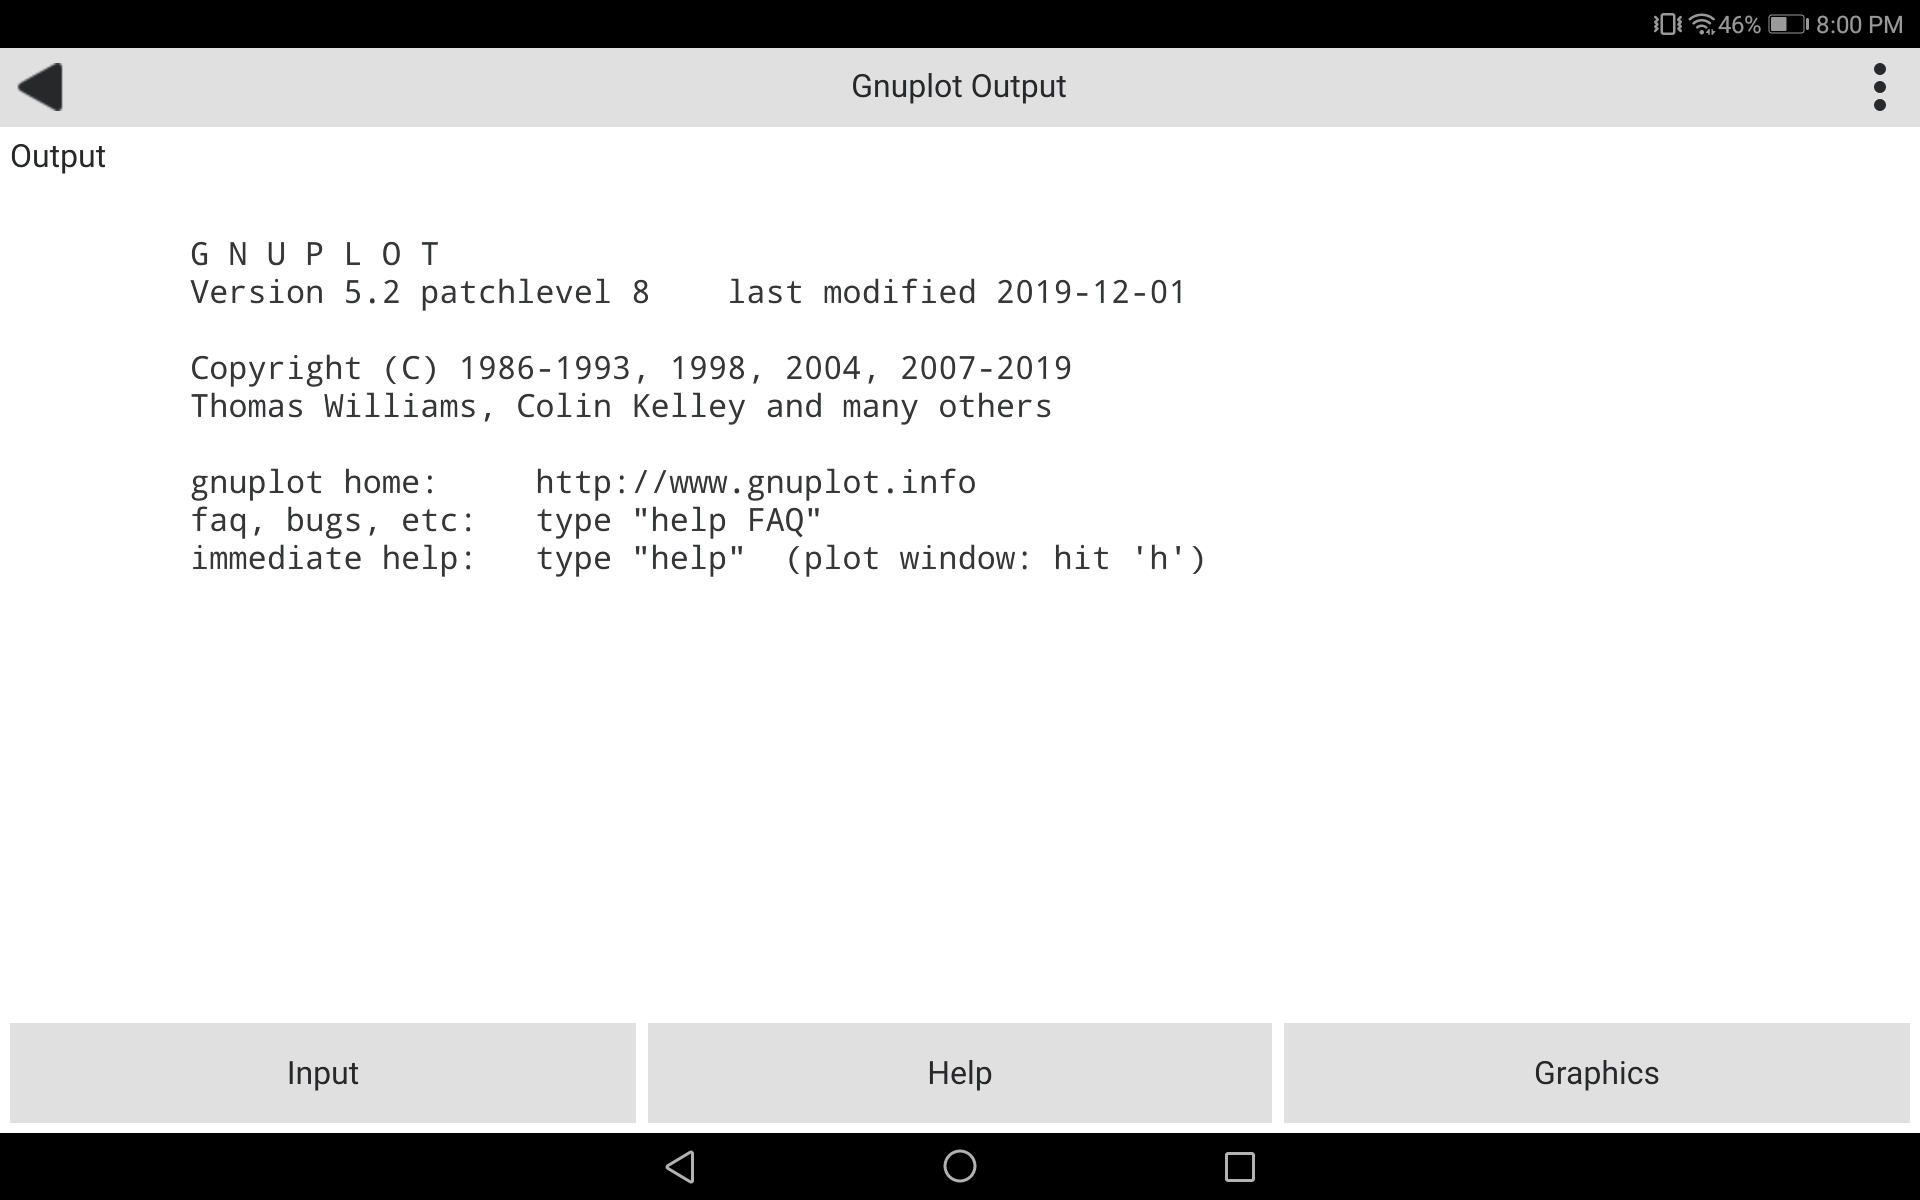 46% 8:00 PM
Gnuplot Output
Output
G N U P L O T
Version 5.2 patchlevel 8    last modified 2019-12-01
Copyright (C) 1986-1993, 1998, 2004, 2007-2019
Thomas Williams, Colin Kelley and many others
gnuplot home:     http://www.gnuplot.info
faq, bugs, etc:   type "help FAQ"
immediate help:   type "help"  (plot window: hit 'h')
Input
Help
Graphics